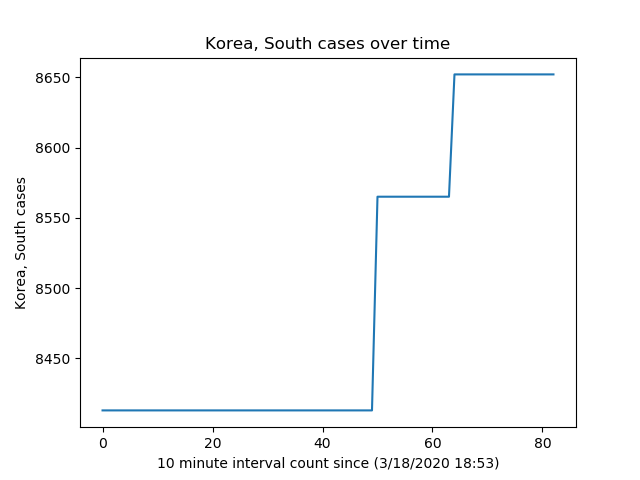 Korea, South cases over time
8650
8600
8550
8500
8450
Korea, South cases
0 20 40 60 80
10 minute interval count since (3/18/2020 18:53)